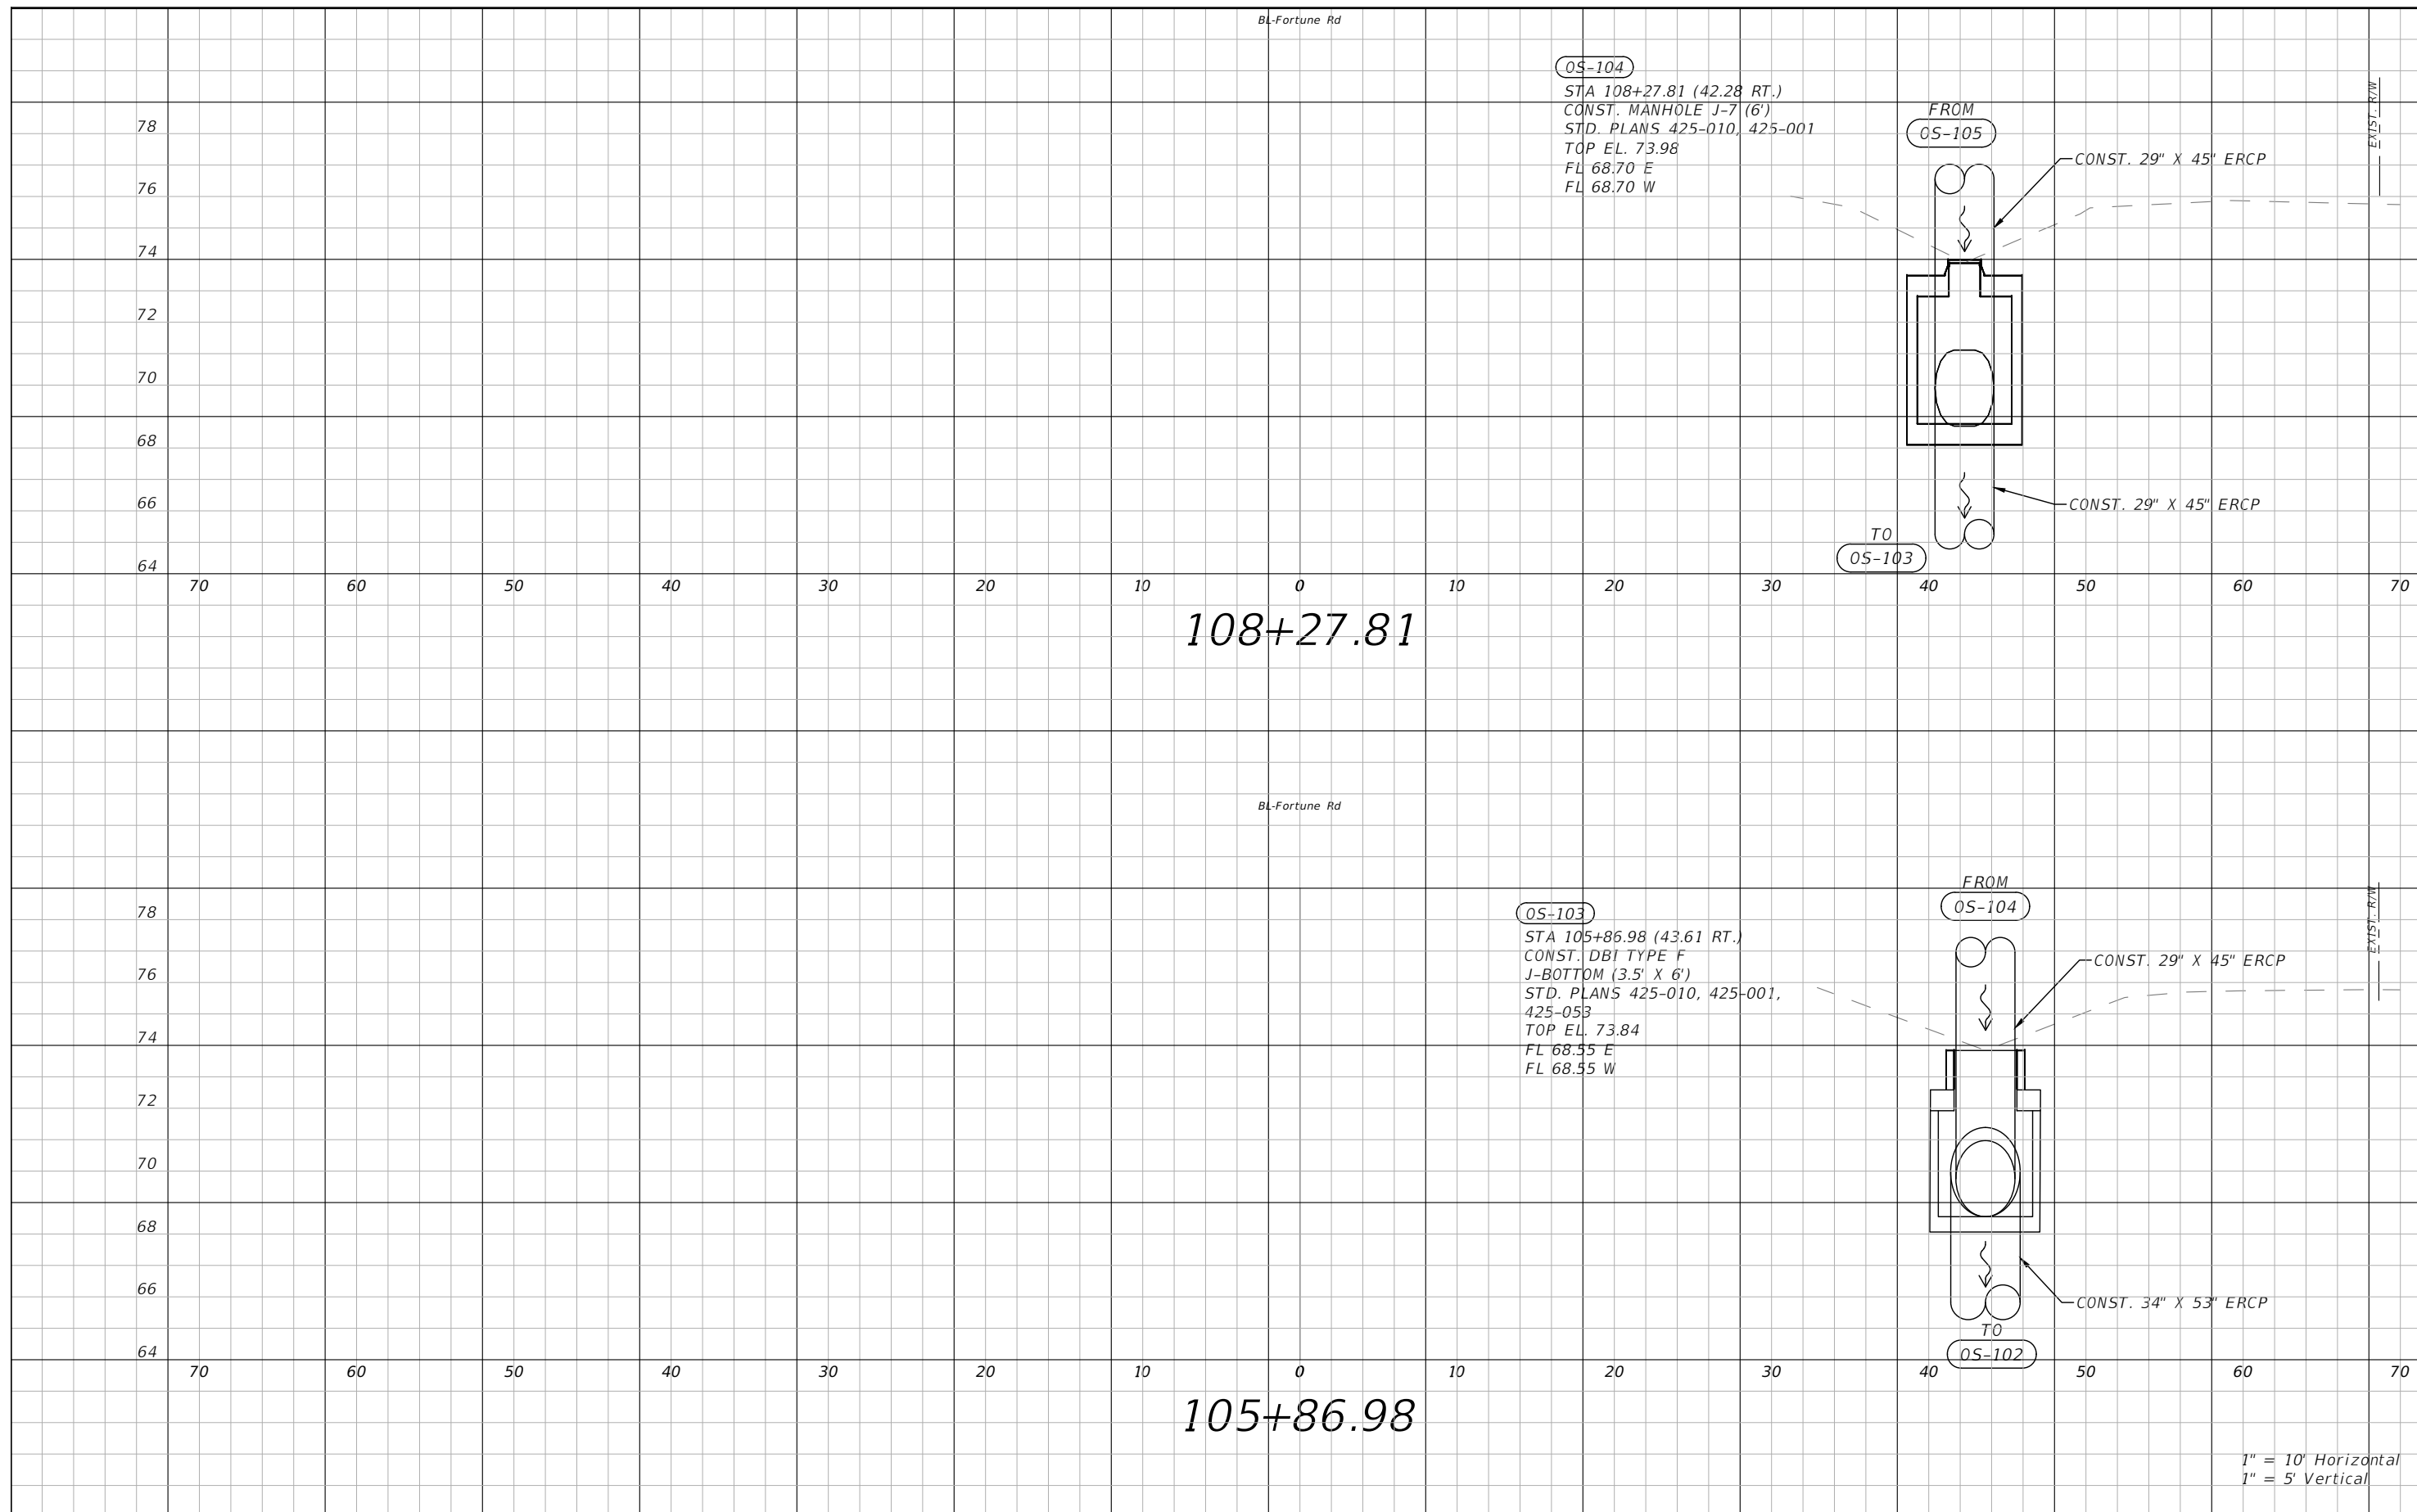 BL-Fortune Rd
OS-104
STA 108+27.81 (42.28 RT.)
CONST. MANHOLE J-7 (6')
STD. PLANS 425-010, 425-001
TOP EL. 73.98
FL 68.70 E
FL 68.70 W
FROM
OS-105
CONST. 29" X 45" ERCP
EXIST. R/W
78
76
74
72
70
68
66
64
CONST. 29" X 45" ERCP
TO
OS-103
70 60 50 40 30 20 10 0 10 20 30 40 50 60 70
108+27.81
BL-Fortune Rd
OS-103
STA 105+86.98 (43.61 RT.)
CONST. DBI TYPE F
J-BOTTOM (3.5' X 6')
STD. PLANS 425-010, 425-001,
425-053
TOP EL. 73.84
FL 68.55 E
FL 68.55 W
FROM
OS-104
CONST. 29" X 45" ERCP
EXIST. R/W
78
76
74
72
70
68
66
64
CONST. 34" X 53" ERCP
TO
OS-102
70 60 50 40 30 20 10 0 10 20 30 40 50 60 70
105+86.98
1" = 10' Horizontal
1" = 5' Vertical